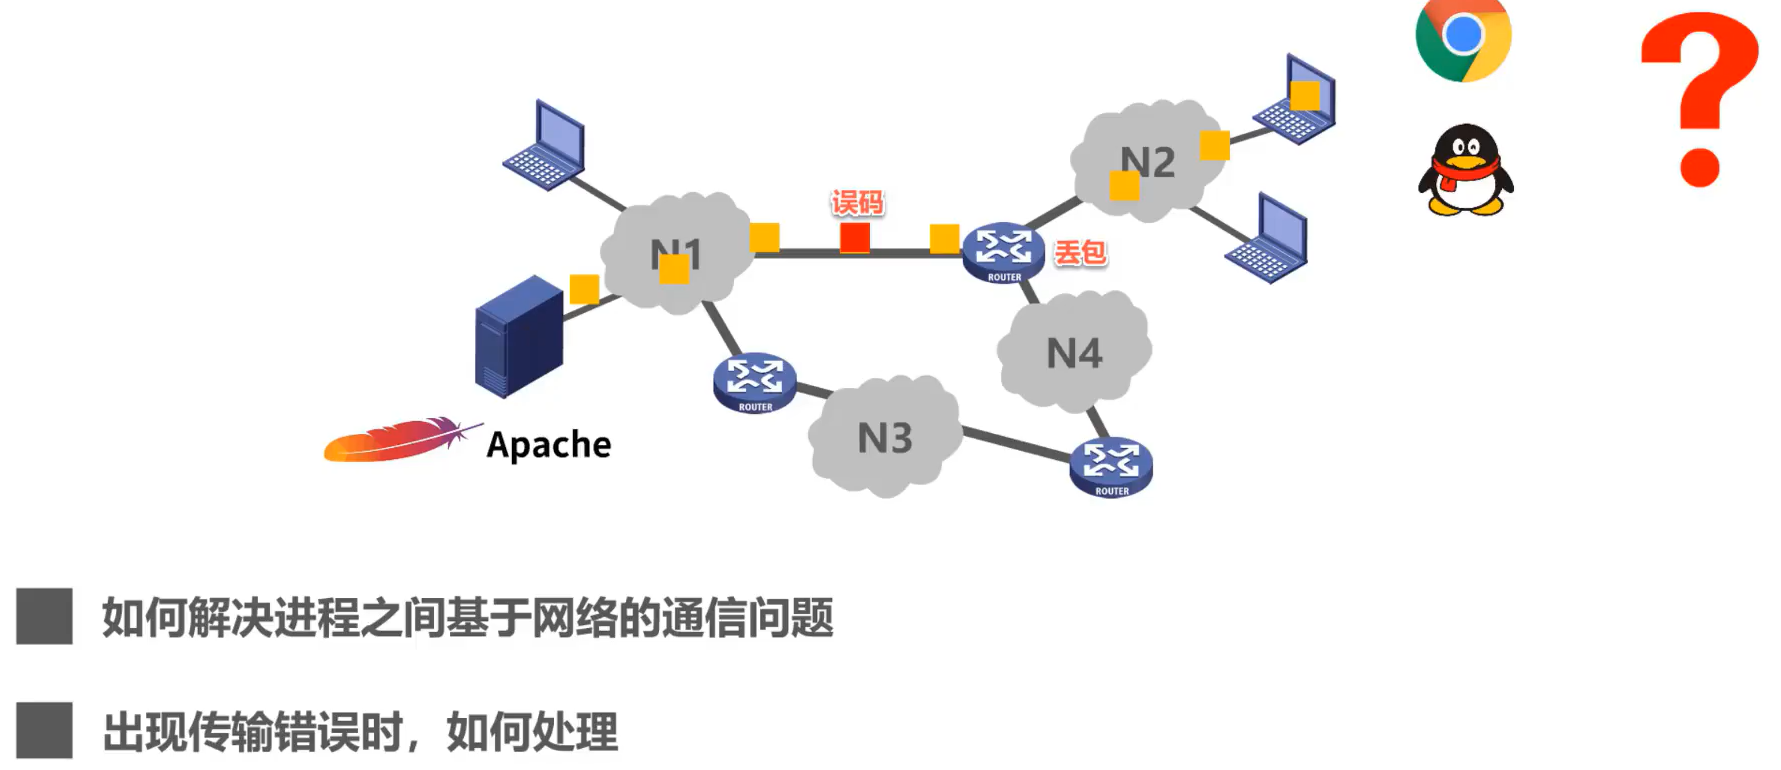 N2
误码
N1
丢包
ROUTER
N4
ROUTER
N3
Apache
ROUTER
如何解决进程之间基于网络的通信问题
出现传输错误时，如何处理